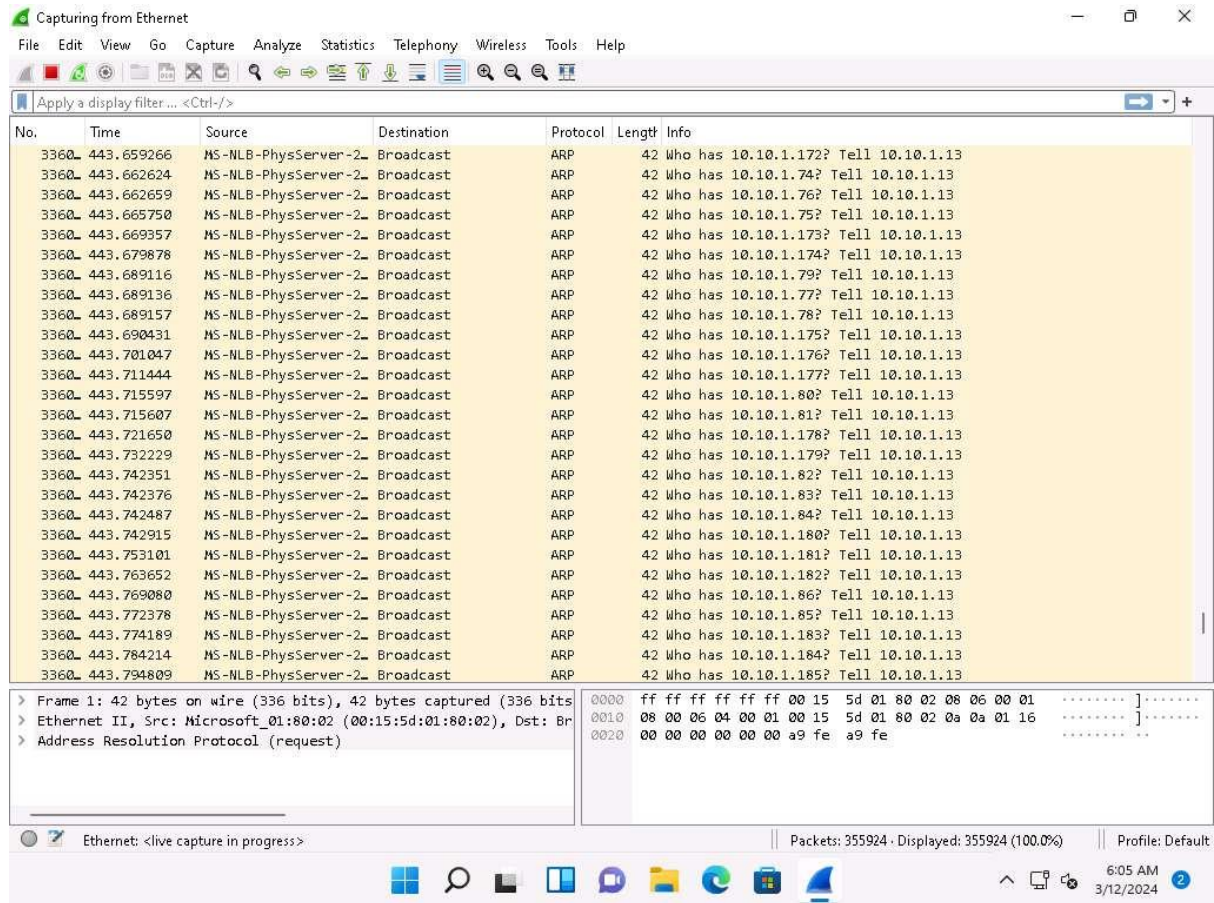 Capturing from Ethernet
File Edit View Go Capture Analyze Statistics Telephony Wireless Tools Help
Apply a display filter ... <Ctrl-/>
No. Time Source Destination Protocol Length Info
3360… 443.659266 MS-NLB-PhysServer-2… Broadcast ARP 42 Who has 10.10.1.172? Tell 10.10.1.13
3360… 443.662624 MS-NLB-PhysServer-2… Broadcast ARP 42 Who has 10.10.1.74? Tell 10.10.1.13
3360… 443.662659 MS-NLB-PhysServer-2… Broadcast ARP 42 Who has 10.10.1.76? Tell 10.10.1.13
3360… 443.665750 MS-NLB-PhysServer-2… Broadcast ARP 42 Who has 10.10.1.75? Tell 10.10.1.13
3360… 443.669357 MS-NLB-PhysServer-2… Broadcast ARP 42 Who has 10.10.1.173? Tell 10.10.1.13
3360… 443.679878 MS-NLB-PhysServer-2… Broadcast ARP 42 Who has 10.10.1.174? Tell 10.10.1.13
3360… 443.689116 MS-NLB-PhysServer-2… Broadcast ARP 42 Who has 10.10.1.79? Tell 10.10.1.13
3360… 443.689136 MS-NLB-PhysServer-2… Broadcast ARP 42 Who has 10.10.1.77? Tell 10.10.1.13
3360… 443.689157 MS-NLB-PhysServer-2… Broadcast ARP 42 Who has 10.10.1.78? Tell 10.10.1.13
3360… 443.690431 MS-NLB-PhysServer-2… Broadcast ARP 42 Who has 10.10.1.175? Tell 10.10.1.13
3360… 443.701047 MS-NLB-PhysServer-2… Broadcast ARP 42 Who has 10.10.1.176? Tell 10.10.1.13
3360… 443.711444 MS-NLB-PhysServer-2… Broadcast ARP 42 Who has 10.10.1.177? Tell 10.10.1.13
3360… 443.715597 MS-NLB-PhysServer-2… Broadcast ARP 42 Who has 10.10.1.80? Tell 10.10.1.13
3360… 443.715607 MS-NLB-PhysServer-2… Broadcast ARP 42 Who has 10.10.1.81? Tell 10.10.1.13
3360… 443.721650 MS-NLB-PhysServer-2… Broadcast ARP 42 Who has 10.10.1.178? Tell 10.10.1.13
3360… 443.732229 MS-NLB-PhysServer-2… Broadcast ARP 42 Who has 10.10.1.179? Tell 10.10.1.13
3360… 443.742351 MS-NLB-PhysServer-2… Broadcast ARP 42 Who has 10.10.1.82? Tell 10.10.1.13
3360… 443.742376 MS-NLB-PhysServer-2… Broadcast ARP 42 Who has 10.10.1.83? Tell 10.10.1.13
3360… 443.742487 MS-NLB-PhysServer-2… Broadcast ARP 42 Who has 10.10.1.84? Tell 10.10.1.13
3360… 443.742915 MS-NLB-PhysServer-2… Broadcast ARP 42 Who has 10.10.1.180? Tell 10.10.1.13
3360… 443.753101 MS-NLB-PhysServer-2… Broadcast ARP 42 Who has 10.10.1.181? Tell 10.10.1.13
3360… 443.763652 MS-NLB-PhysServer-2… Broadcast ARP 42 Who has 10.10.1.182? Tell 10.10.1.13
3360… 443.769080 MS-NLB-PhysServer-2… Broadcast ARP 42 Who has 10.10.1.86? Tell 10.10.1.13
3360… 443.772378 MS-NLB-PhysServer-2… Broadcast ARP 42 Who has 10.10.1.85? Tell 10.10.1.13
3360… 443.774189 MS-NLB-PhysServer-2… Broadcast ARP 42 Who has 10.10.1.183? Tell 10.10.1.13
3360… 443.784214 MS-NLB-PhysServer-2… Broadcast ARP 42 Who has 10.10.1.184? Tell 10.10.1.13
3360… 443.794809 MS-NLB-PhysServer-2… Broadcast ARP 42 Who has 10.10.1.185? Tell 10.10.1.13
> Frame 1: 42 bytes on wire (336 bits), 42 bytes captured (336 bits
> Ethernet II, Src: Microsoft_01:80:02 (00:15:5d:01:80:02), Dst: Br
> Address Resolution Protocol (request)
0000 ff ff ff ff ff ff 00 15 5d 01 80 02 08 06 00 01 ········ ]·······
0010 08 00 06 04 00 01 00 15 5d 01 80 02 0a 0a 01 16 ········ ]·······
0020 00 00 00 00 00 00 a9 fe a9 fe ········ ··
Ethernet: <live capture in progress> Packets: 355924 · Displayed: 355924 (100.0%) Profile: Default
6:05 AM
3/12/2024
2